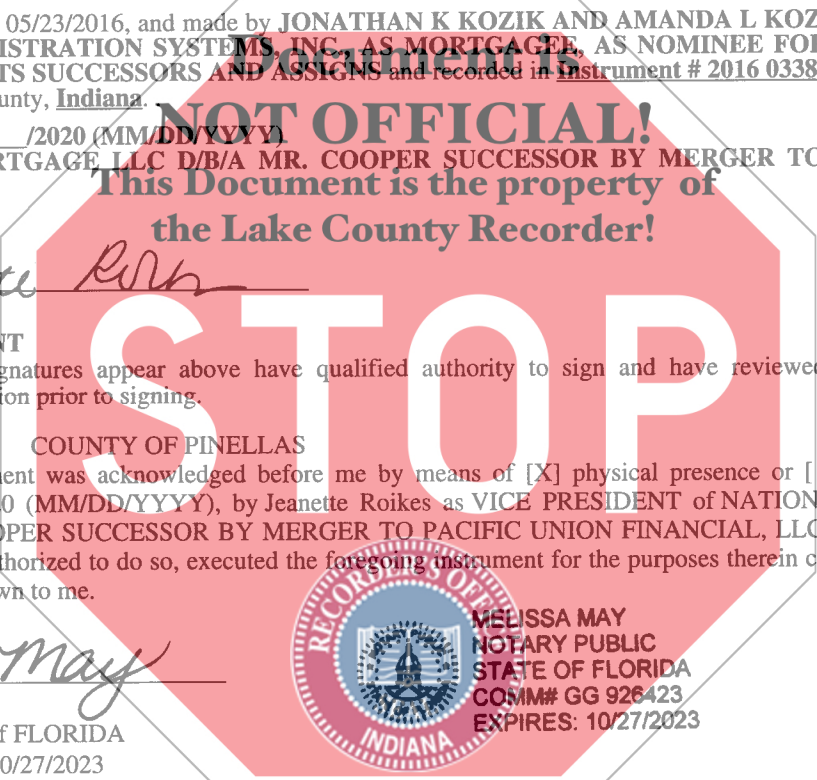 05/23/2016, and made by JONATHAN K KOZIK AND AMANDA L KOZ
ISTRATION SYSTEMS, INC., AS MORTGAGEE, AS NOMINEE FOR
TS SUCCESSORS AND ASSIGNS and recorded in Instrument # 2016 0338
Document is
ounty, Indiana.
NOT OFFICIAL!
/2020 (MM/DD/YYYY)
RTGAGE LLC D/B/A MR. COOPER SUCCESSOR BY MERGER TO
This Document is the property of
the Lake County Recorder!
STOP
NT
gnatures appear above have qualified authority to sign and have reviewed
ion prior to signing.
COUNTY OF PINELLAS
ment was acknowledged before me by means of [X] physical presence or [
0 (MM/DD/YYYY), by Jeanette Roikes as VICE PRESIDENT of NATION
OPER SUCCESSOR BY MERGER TO PACIFIC UNION FINANCIAL, LLC
thorized to do so, executed the foregoing instrument for the purposes therein c
wn to me.
RECORDER'S OFFI
INDIANA
MELISSA MAY
NOTARY PUBLIC
STATE OF FLORIDA
COMM# GG 926423
EXPIRES: 10/27/2023
May
f FLORIDA
0/27/2023